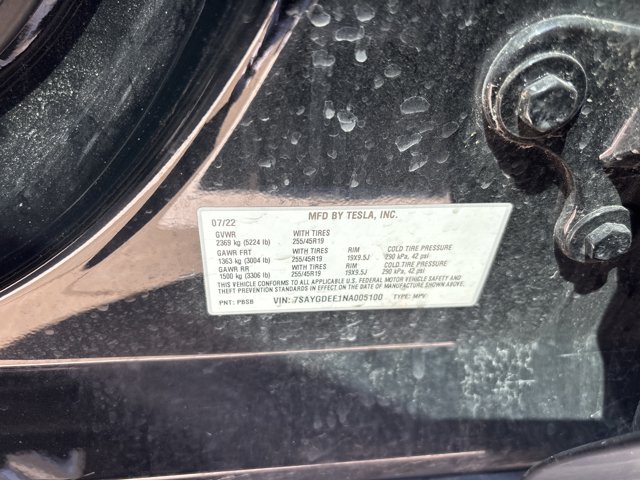 MFD BY TESLA, INC.
07/22
GVWR WITH TIRES
2369 kg (5224 lb) 255/45R19
GAWR FRT WITH TIRES RIM COLD TIRE PRESSURE
1363 kg (3004 lb) 255/45R19 19X9.5J 290 kPa, 42 psi
GAWR RR WITH TIRES RIM COLD TIRE PRESSURE
1500 kg (3306 lb) 255/45R19 19X9.5J 290 kPa, 42 psi
THIS VEHICLE CONFORMS TO ALL APPLICABLE U.S. FEDERAL MOTOR VEHICLE SAFETY AND
THEFT PREVENTION STANDARDS IN EFFECT ON THE DATE OF MANUFACTURE SHOWN ABOVE.
PNT: PBSB VIN: 7SAYGDEE1NA005100 TYPE: MPV